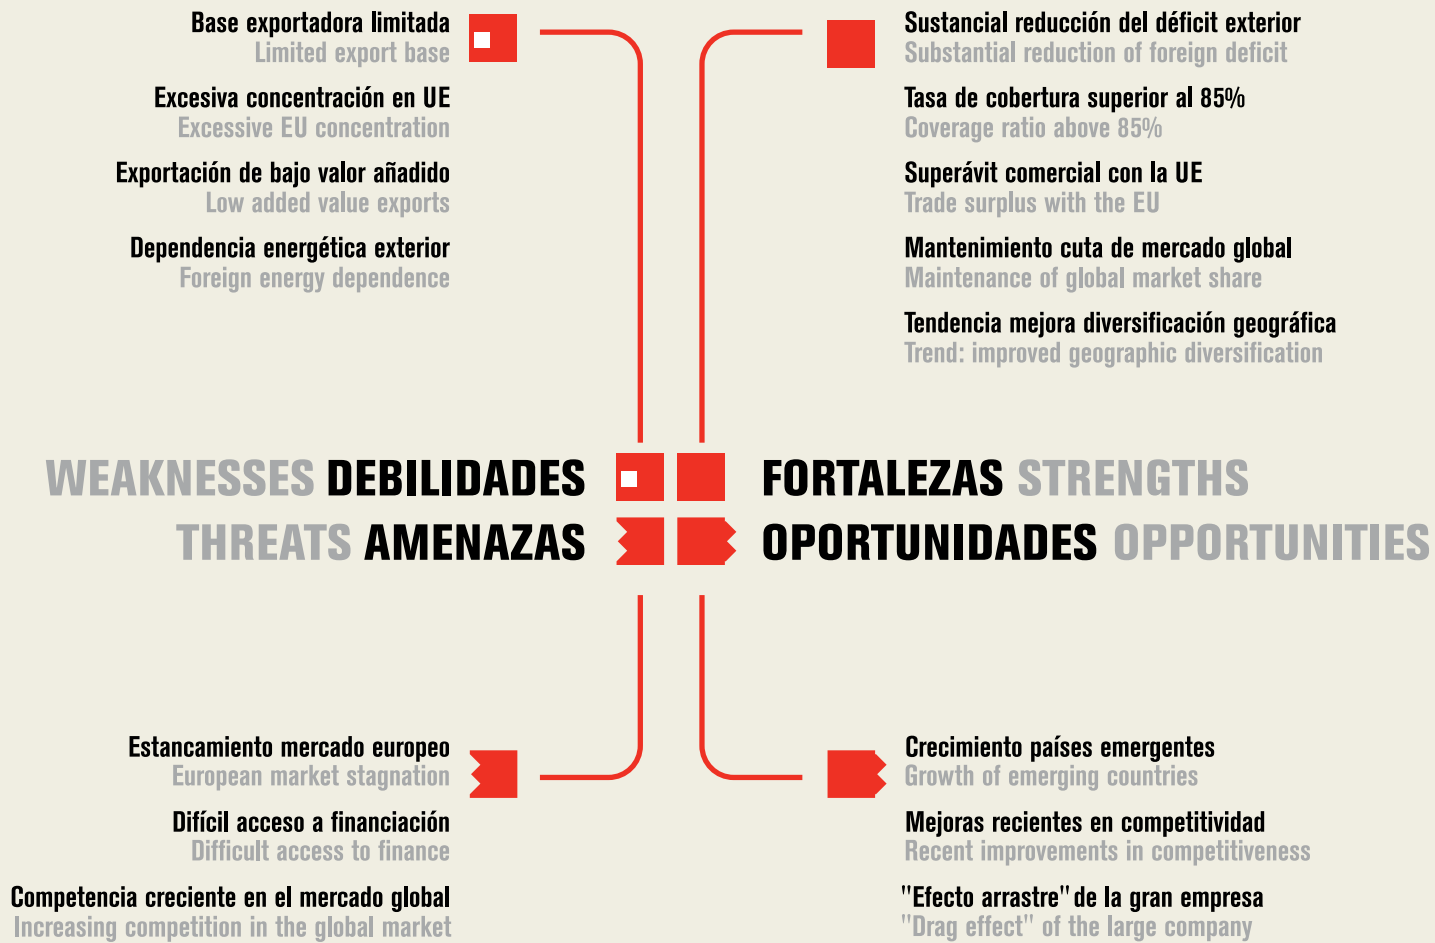 Base exportadora limitada
Limited export base
Excesiva concentración en UE
Excessive EU concentration
Exportación de bajo valor añadido
Low added value exports
Dependencia energética exterior
Foreign energy dependence
Sustancial reducción del déficit exterior
Substantial reduction of foreign deficit
Tasa de cobertura superior al 85%
Coverage ratio above 85%
Superávit comercial con la UE
Trade surplus with the EU
Mantenimiento cuta de mercado global
Maintenance of global market share
Tendencia mejora diversificación geográfica
Trend: improved geographic diversification
WEAKNESSES DEBILIDADES
FORTALEZAS STRENGTHS
THREATS AMENAZAS
OPORTUNIDADES OPPORTUNITIES
Estancamiento mercado europeo
European market stagnation
Difícil acceso a financiación
Difficult access to finance
Competencia creciente en el mercado global
Increasing competition in the global market
Crecimiento países emergentes
Growth of emerging countries
Mejoras recientes en competitividad
Recent improvements in competitiveness
"Efecto arrastre" de la gran empresa
"Drag effect" of the large company